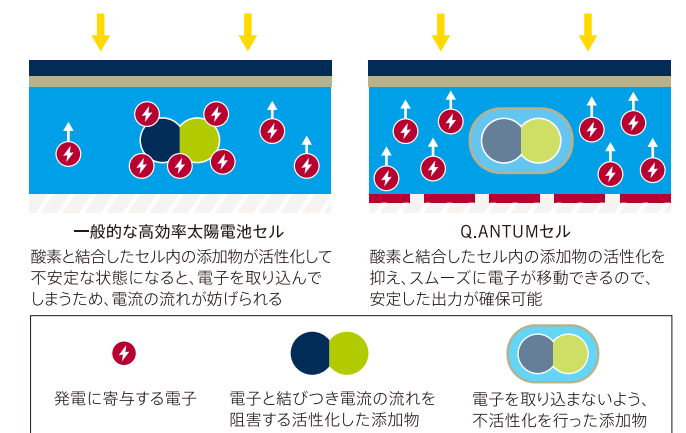 一般的な高効率太陽電池セル
酸素と結合したセル内の添加物が活性化して
不安定な状態になると、電子を取り込んで
しまうため、電流の流れが妨げられる
Q.ANTUMセル
酸素と結合したセル内の添加物の活性化を
抑え、スムーズに電子が移動できるので、
安定した出力が確保可能
発電に寄与する電子
電子と結びつき電流の流れを
阻害する活性化した添加物
電子を取り込まないよう、
不活性化を行った添加物